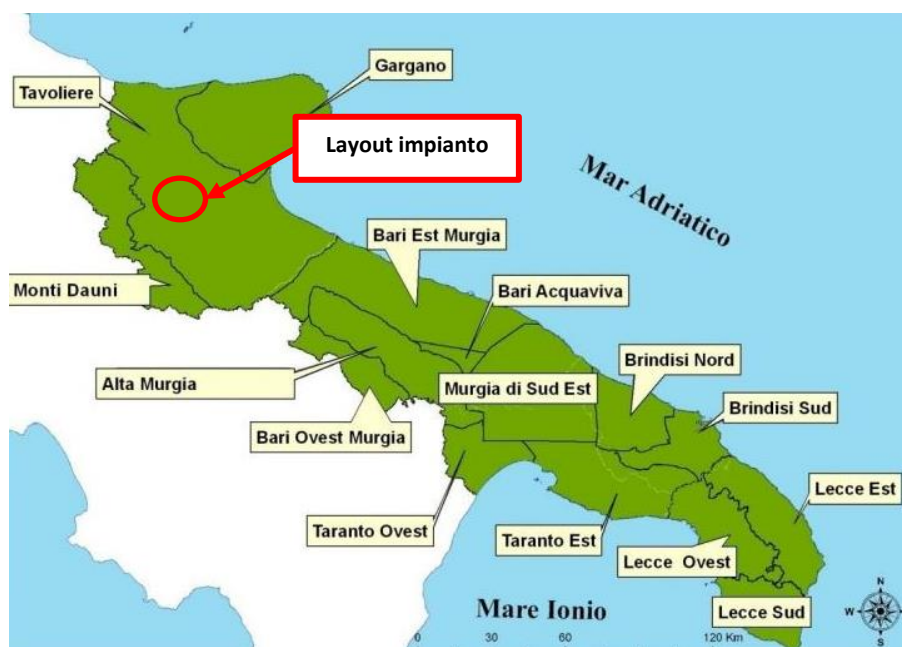 Gargano
Tavoliere
Layout impianto
Mar Adriatico
Bari Est Murgia
Monti Dauni
Bari Acquaviva
Brindisi Nord
Alta Murgia
Murgia di Sud Est
Brindisi Sud
Bari Ovest Murgia
Lecce Est
Taranto Ovest
Taranto Est
Lecce Ovest
Mare Ionio
Lecce Sud
N
W
E
S
0 30 60 120 Km